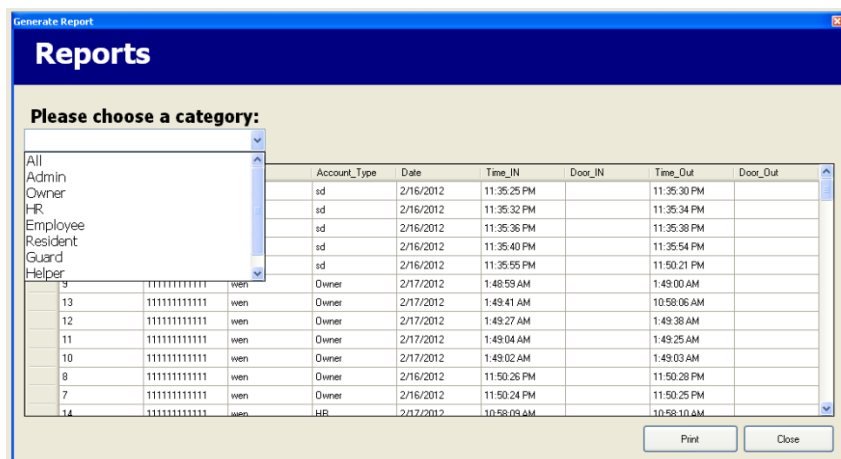 Generate Report
Reports
Please choose a category:
All
Admin
Owner
HR
Employee
Resident
Guard
Helper
Account_Type Date Time_IN Door_IN Time_Out Door_Out
sd 2/16/2012 11:35:25 PM 11:35:30 PM
sd 2/16/2012 11:35:32 PM 11:35:34 PM
sd 2/16/2012 11:35:36 PM 11:35:38 PM
sd 2/16/2012 11:35:40 PM 11:35:54 PM
sd 2/16/2012 11:35:55 PM 11:50:21 PM
9 111111111111 wen Owner 2/17/2012 1:48:59 AM 1:49:00 AM
13 111111111111 wen Owner 2/17/2012 1:49:41 AM 10:58:06 AM
12 111111111111 wen Owner 2/17/2012 1:49:27 AM 1:49:38 AM
11 111111111111 wen Owner 2/17/2012 1:49:04 AM 1:49:25 AM
10 111111111111 wen Owner 2/17/2012 1:49:02 AM 1:49:03 AM
8 111111111111 wen Owner 2/16/2012 11:50:26 PM 11:50:28 PM
7 111111111111 wen Owner 2/16/2012 11:50:24 PM 11:50:25 PM
14 111111111111 wen HR 2/17/2012 10:58:09 AM 10:58:10 AM
Print Close